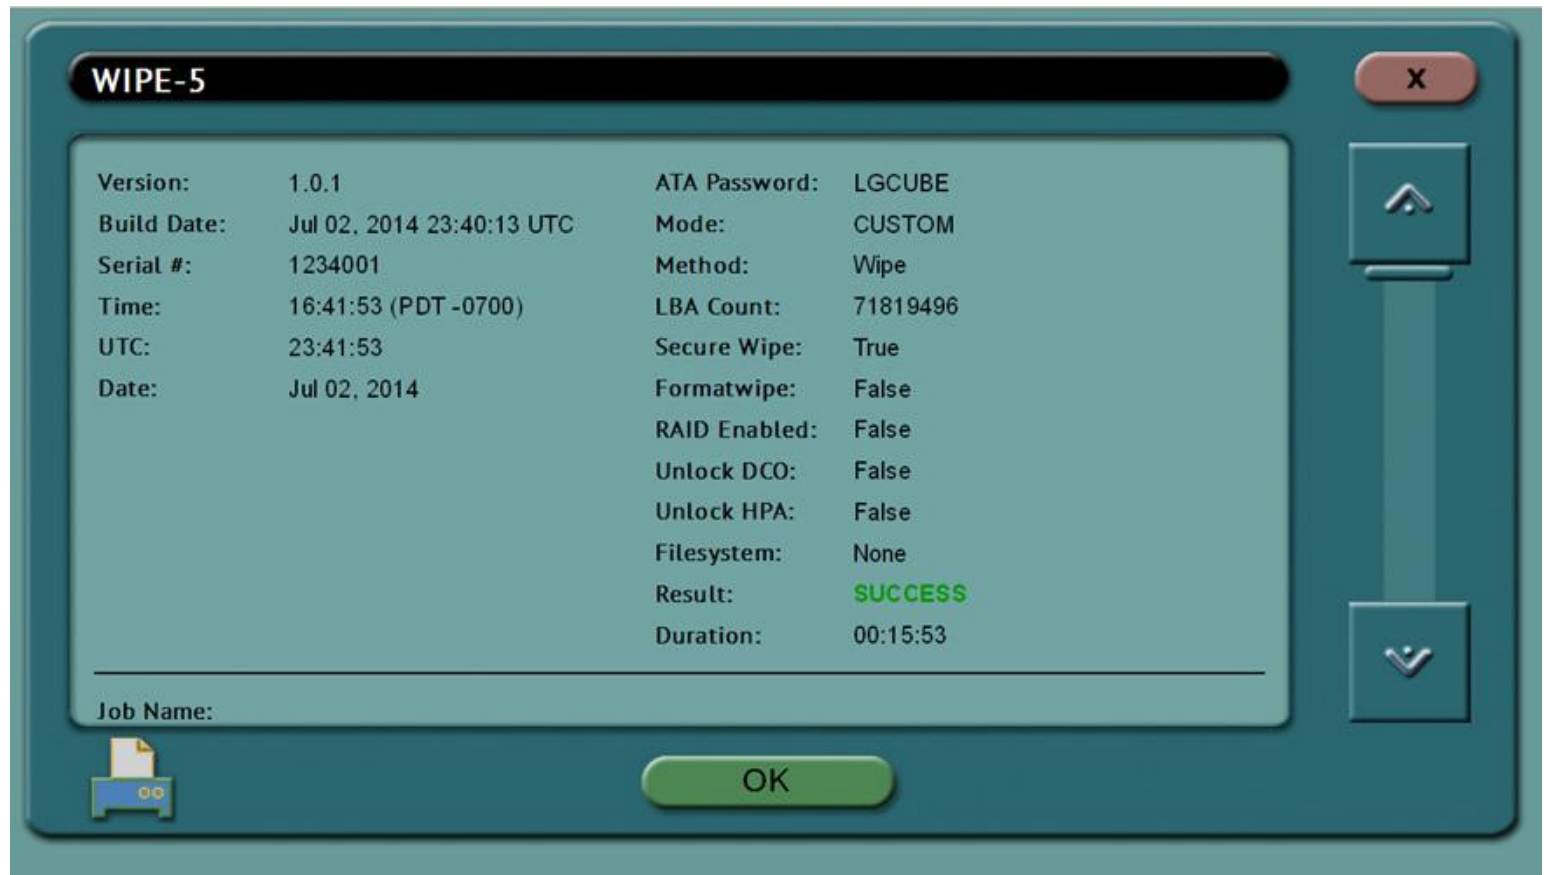 WIPE-5
X
Version: 1.0.1
Build Date: Jul 02, 2014 23:40:13 UTC
Serial #: 1234001
Time: 16:41:53 (PDT -0700)
UTC: 23:41:53
Date: Jul 02, 2014
ATA Password: LGCUBE
Mode: CUSTOM
Method: Wipe
LBA Count: 71819496
Secure Wipe: True
Formatwipe: False
RAID Enabled: False
Unlock DCO: False
Unlock HPA: False
Filesystem: None
Result: SUCCESS
Duration: 00:15:53
Job Name:
OK